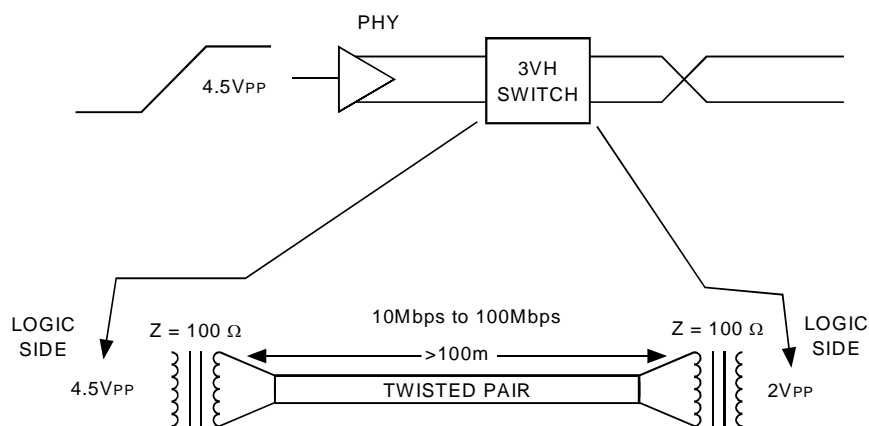 PHY
4.5VPP
3VH
SWITCH
LOGIC
SIDE
Z = 100 Ω
10Mbps to 100Mbps
Z = 100 Ω
LOGIC
SIDE
>100m
4.5VPP
TWISTED PAIR
2VPP